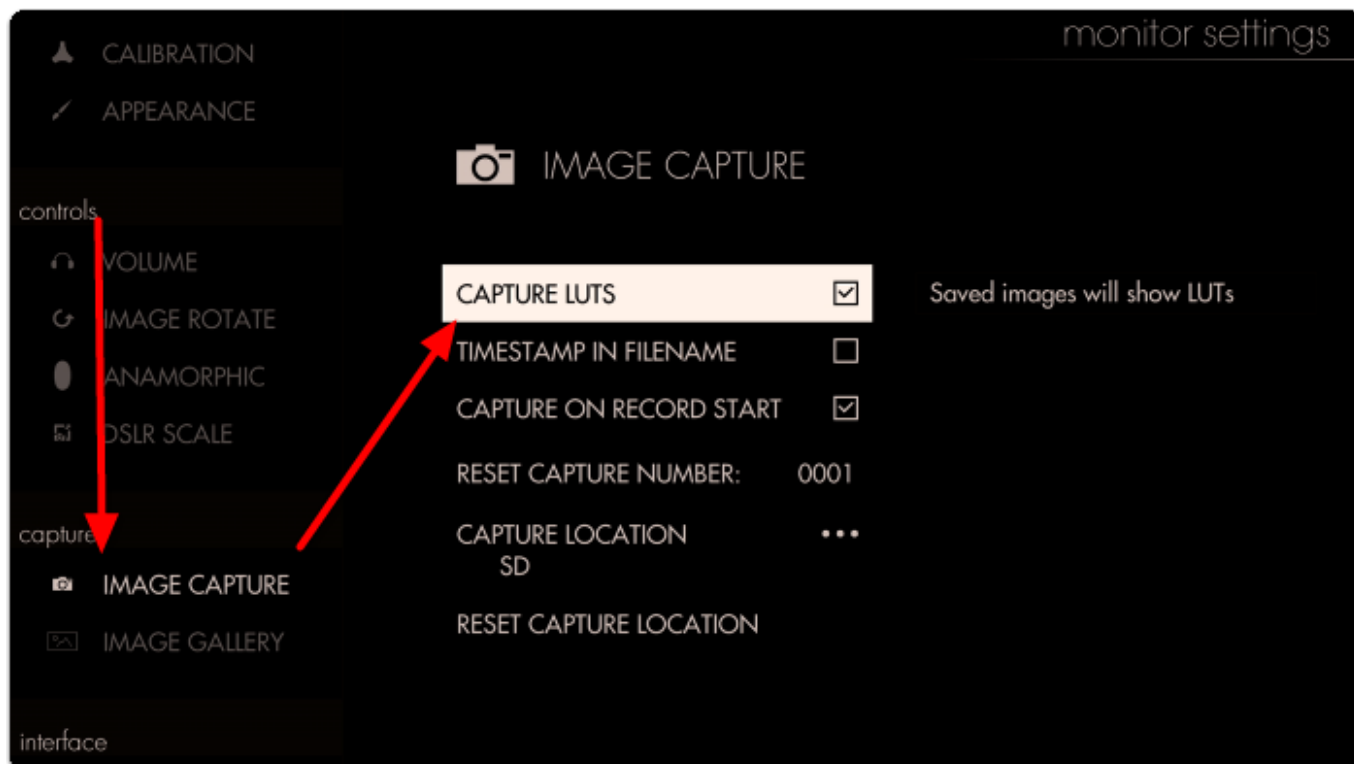 monitor settings
CALIBRATION
APPEARANCE
controls
VOLUME
IMAGE ROTATE
ANAMORPHIC
DSLR SCALE
capture
IMAGE CAPTURE
IMAGE GALLERY
interface
IMAGE CAPTURE
CAPTURE LUTS
Saved images will show LUTs
TIMESTAMP IN FILENAME
CAPTURE ON RECORD START
RESET CAPTURE NUMBER: 0001
CAPTURE LOCATION •••
SD
RESET CAPTURE LOCATION